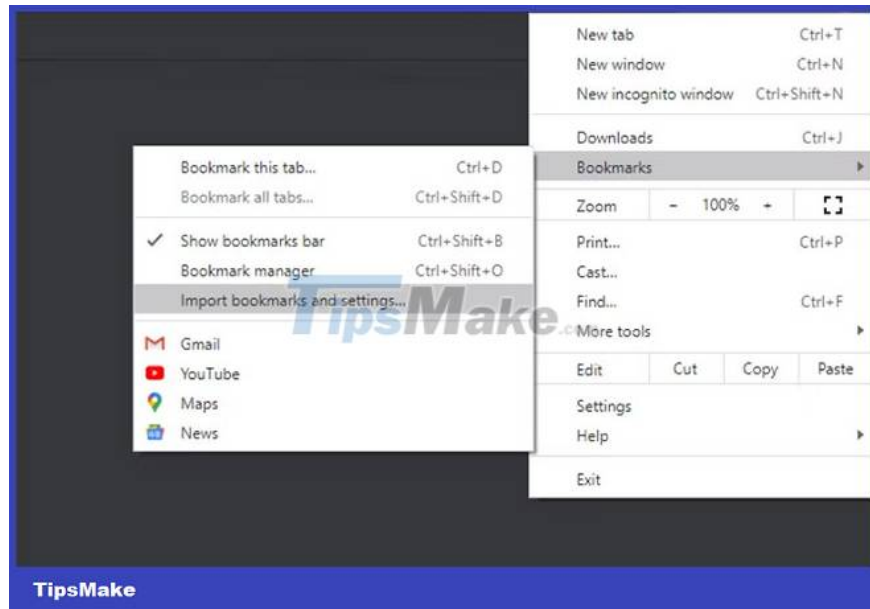 New tab Ctrl+T
New window Ctrl+N
New incognito window Ctrl+Shift+N
Downloads Ctrl+J
Bookmarks
Zoom - 100% + 
Print... Ctrl+P
Cast...
Find... Ctrl+F
More tools
Edit Cut Copy Paste
Settings
Help
Exit
Bookmark this tab... Ctrl+D
Bookmark all tabs... Ctrl+Shift+D
Show bookmarks bar Ctrl+Shift+B
Bookmark manager Ctrl+Shift+O
Import bookmarks and settings...
Gmail
YouTube
Maps
News
TipsMake.com
TipsMake